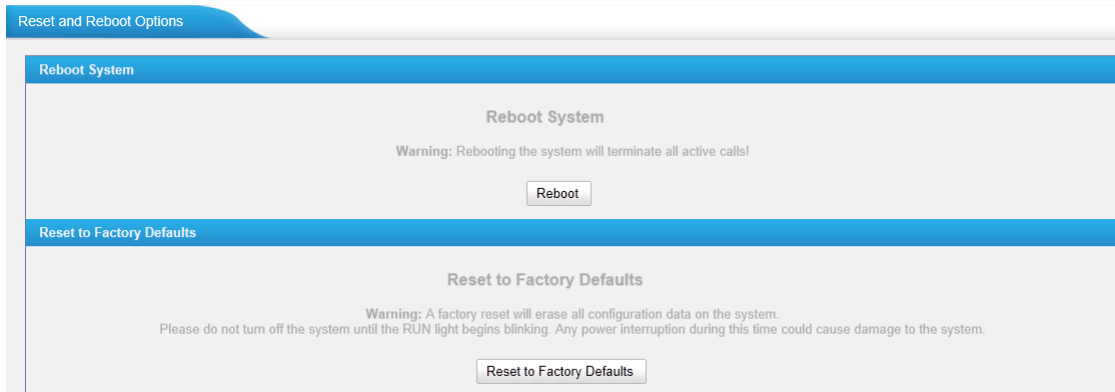 Reset and Reboot Options
Reboot System
Reboot System
Warning: Rebooting the system will terminate all active calls!
Reboot
Reset to Factory Defaults
Reset to Factory Defaults
Warning: A factory reset will erase all configuration data on the system.
Please do not turn off the system until the RUN light begins blinking. Any power interruption during this time could cause damage to the system.
Reset to Factory Defaults